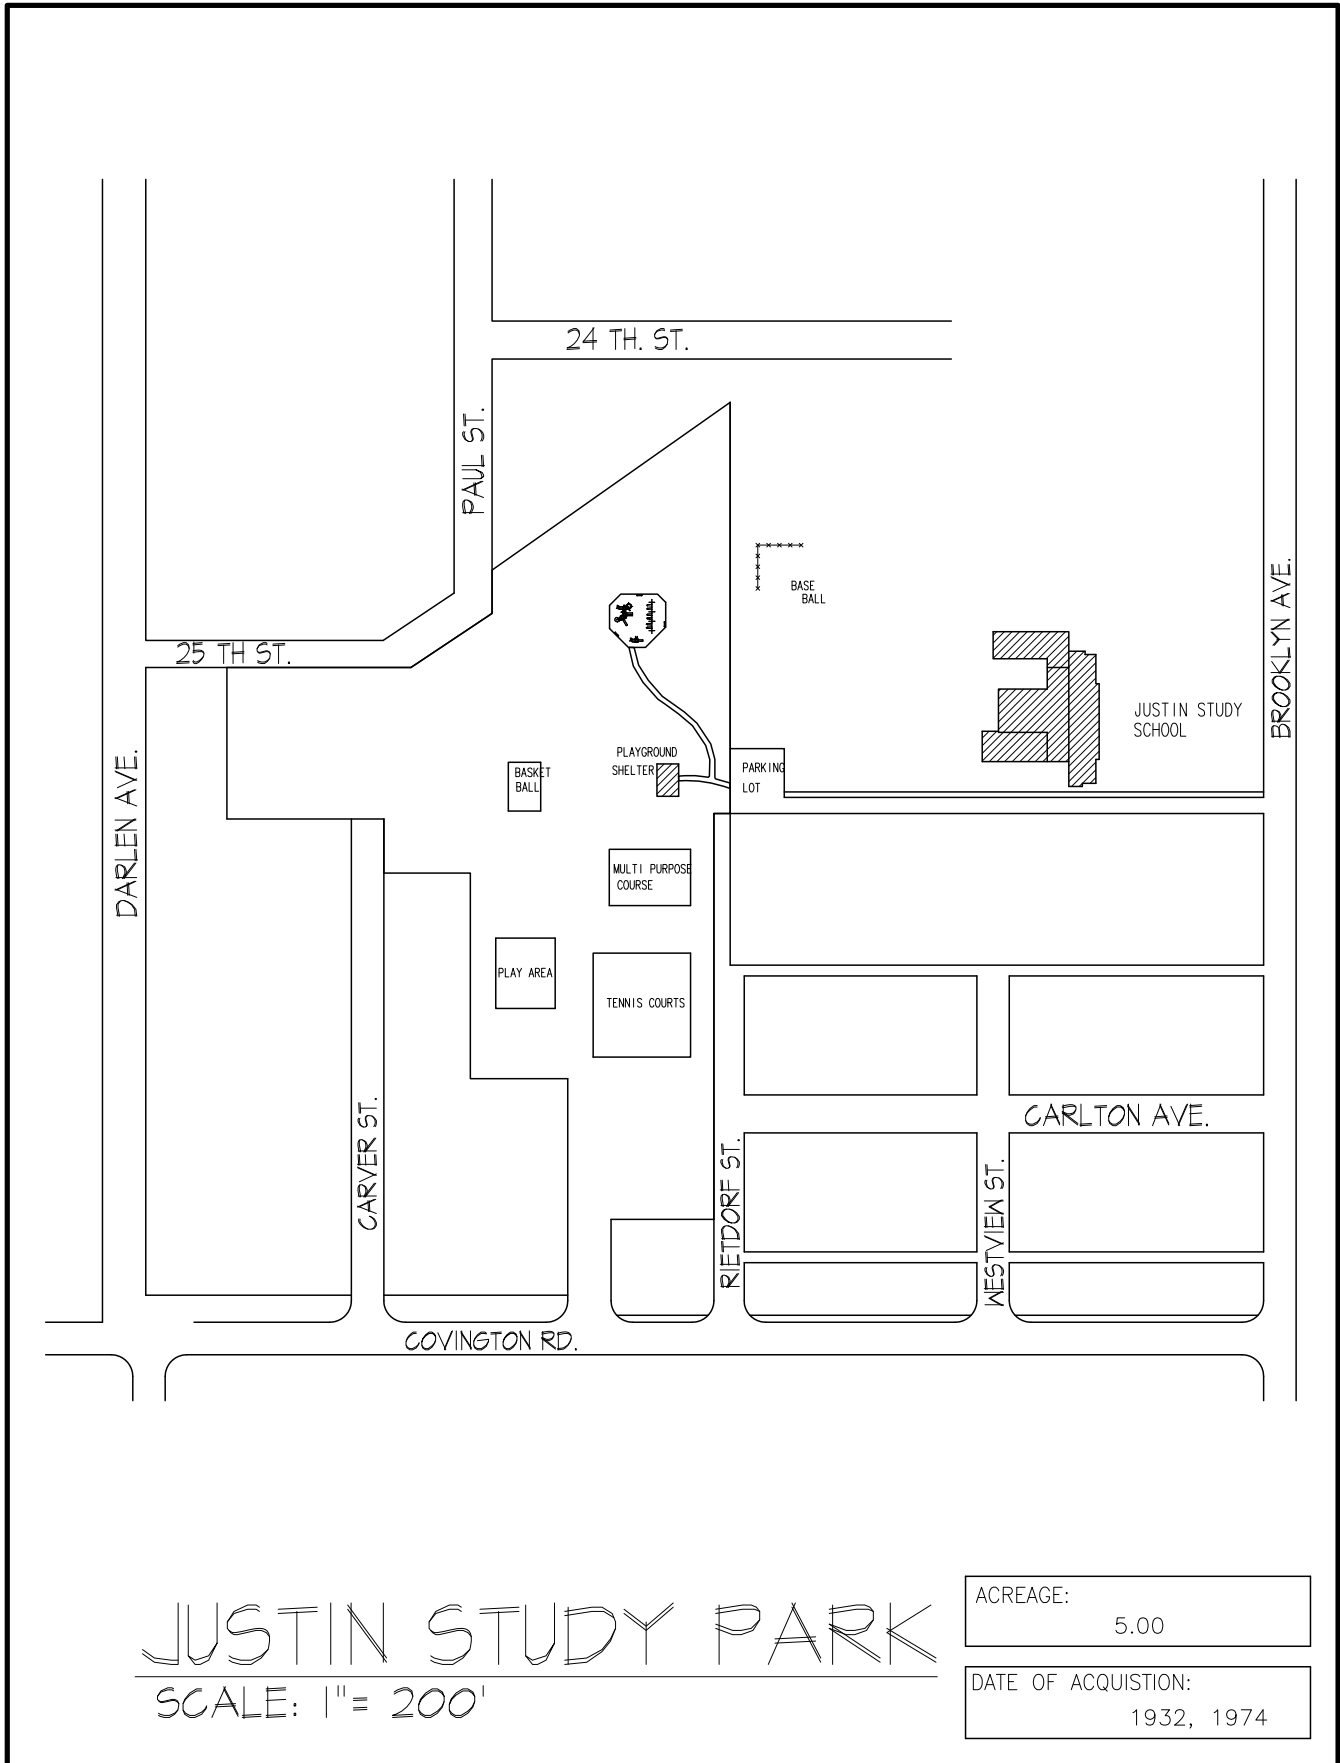 24 TH. ST.
PAUL ST.
BASE
BALL
BROOKLYN AVE.
25 TH ST.
JUSTIN STUDY
SCHOOL
DARLEN AVE.
PLAYGROUND
SHELTER
BASKET
BALL
PARKING
LOT
MULTI PURPOSE
COURSE
PLAY AREA
TENNIS COURTS
CARVER ST.
CARLTON AVE.
RIETDORF ST.
WESTVIEW ST.
COVINGTON RD.
JUSTIN STUDY PARK
SCALE: 1"= 200'
ACREAGE:
5.00
DATE OF ACQUISTION:
1932, 1974